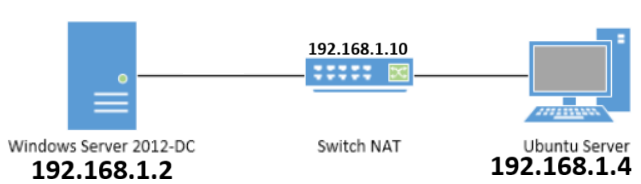 192.168.1.10
Windows Server 2012-DC
Switch NAT
Ubuntu Server
192.168.1.2
192.168.1.4